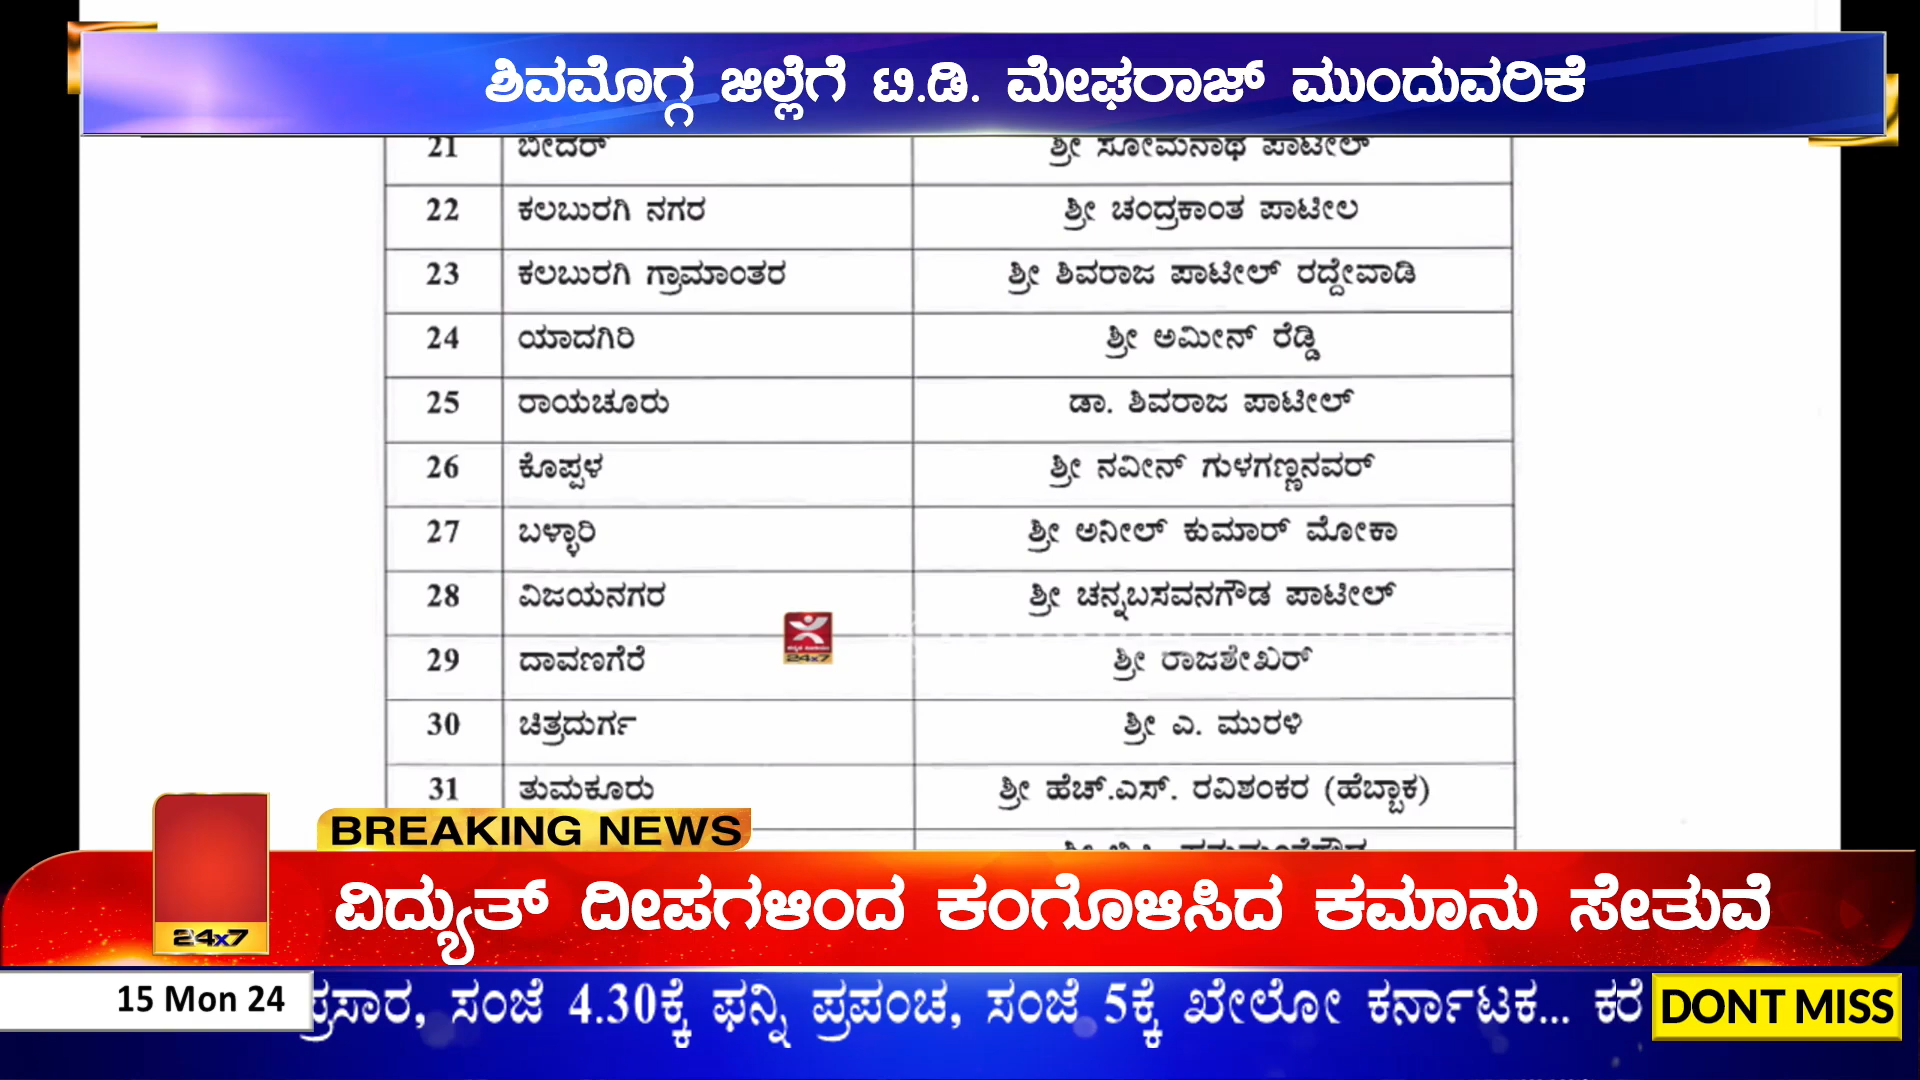 ಶಿವಮೊಗ್ಗ ಜಿಲ್ಲೆಗೆ ಟಿ.ಡಿ. ಮೇಘರಾಜ್ ಮುಂದುವರಿಕೆ
21 ಬೀದರ್ ಶ್ರೀ ಸೋಮನಾಥ ಪಾಟೀಲ್
22 ಕಲಬುರಗಿ ನಗರ ಶ್ರೀ ಚಂದ್ರಕಾಂತ ಪಾಟೀಲ
23 ಕಲಬುರಗಿ ಗ್ರಾಮಾಂತರ ಶ್ರೀ ಶಿವರಾಜ ಪಾಟೀಲ್ ರದ್ದೇವಾಡಿ
24 ಯಾದಗಿರಿ ಶ್ರೀ ಅಮೀನ್ ರೆಡ್ಡಿ
25 ರಾಯಚೂರು ಡಾ. ಶಿವರಾಜ ಪಾಟೀಲ್
26 ಕೊಪ್ಪಳ ಶ್ರೀ ನವೀನ್ ಗುಳಗಣ್ಣನವರ್
27 ಬಳ್ಳಾರಿ ಶ್ರೀ ಅನೀಲ್ ಕುಮಾರ್ ಮೋಕಾ
28 ವಿಜಯನಗರ ಶ್ರೀ ಚನ್ನಬಸವನಗೌಡ ಪಾಟೀಲ್
24x7
29 ದಾವಣಗೆರೆ ಶ್ರೀ ರಾಜಶೇಖರ್
30 ಚಿತ್ರದುರ್ಗ ಶ್ರೀ ಎ. ಮುರಳಿ
31 ತುಮಕೂರು ಶ್ರೀ ಹೆಚ್.ಎಸ್. ರವಿಶಂಕರ (ಹೆಬ್ಬಾಕ)
BREAKING NEWS
ವಿದ್ಯುತ್ ದೀಪಗಳಿಂದ ಕಂಗೊಳಿಸಿದ ಕಮಾನು ಸೇತುವೆ
24x7
15 Mon 24 ಪ್ರಸಾರ, ಸಂಜೆ 4.30ಕ್ಕೆ ಫನ್ನಿ ಪ್ರಪಂಚ, ಸಂಜೆ 5ಕ್ಕೆ ಖೇಲೋ ಕರ್ನಾಟಕ... ಕರೆ DONT MISS